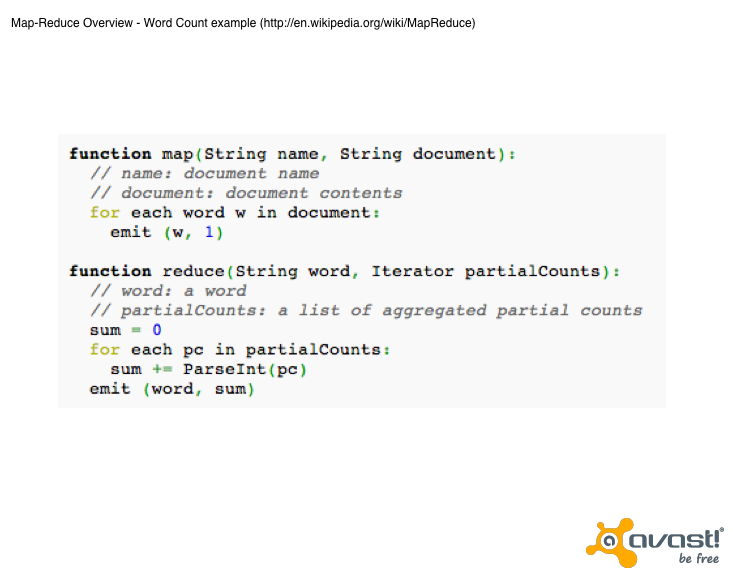 Map-Reduce Overview - Word Count example (http://en.wikipedia.org/wiki/MapReduce)
function map(String name, String document):
  // name: document name
  // document: document contents
  for each word w in document:
    emit (w, 1)

function reduce(String word, Iterator partialCounts):
  // word: a word
  // partialCounts: a list of aggregated partial counts
  sum = 0
  for each pc in partialCounts:
    sum += ParseInt(pc)
  emit (word, sum)
avast!®
be free